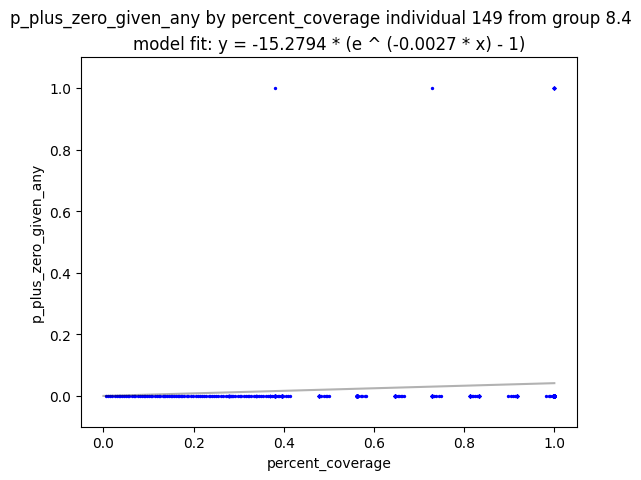 p_plus_zero_given_any by percent_coverage individual 149 from group 8.4
model fit: y = -15.2794 * (e ^ (-0.0027 * x) - 1)
1.0
0.8
0.6
0.4
0.2
0.0
p_plus_zero_given_any
0.0 0.2 0.4 0.6 0.8 1.0
percent_coverage